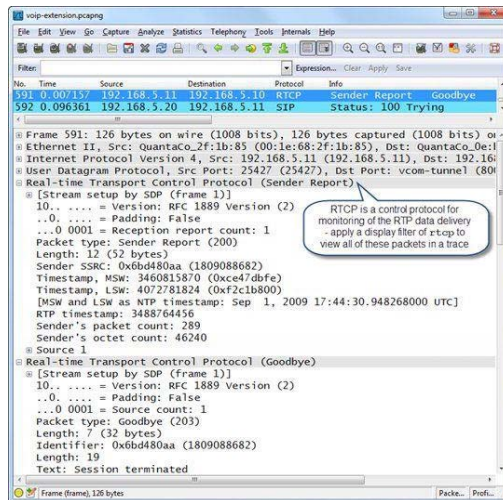 voip-extension.pcapng
File Edit View Go Capture Analyze Statistics Telephony Tools Internals Help
Filter: Expression... Clear Apply Save
No. Time Source Destination Protocol Info
591 0.007157 192.168.5.11 192.168.5.10 RTCP Sender Report Goodbye
592 0.096361 192.168.5.20 192.168.5.11 SIP Status: 100 Trying
Frame 591: 126 bytes on wire (1008 bits), 126 bytes captured (1008 bits) on
Ethernet II, Src: QuantaCo_2f:1b:85 (00:1e:68:2f:1b:85), Dst: QuantaCo_0e:
Internet Protocol Version 4, Src: 192.168.5.11 (192.168.5.11), Dst: 192.16
User Datagram Protocol, Src Port: 25427 (25427), Dst Port: vcom-tunnel (80
Real-time Transport Control Protocol (Sender Report)
[Stream setup by SDP (frame 1)]
10.. .... = Version: RFC 1889 Version (2)
..0. .... = Padding: False
...0 0001 = Reception report count: 1
Packet type: Sender Report (200)
Length: 12 (52 bytes)
Sender SSRC: 0x6bd480aa (1809088682)
Timestamp, MSW: 3460815870 (0xce47dbfe)
Timestamp, LSW: 4072781824 (0xf2c1b800)
[MSW and LSW as NTP timestamp: Sep 1, 2009 17:44:30.948268000 UTC]
RTP timestamp: 3488764456
Sender's packet count: 289
Sender's octet count: 46240
Source 1
RTCP is a control protocol for
monitoring of the RTP data delivery
- apply a display filter of rtcp to
view all of these packets in a trace
Real-time Transport Control Protocol (Goodbye)
[Stream setup by SDP (frame 1)]
10.. .... = Version: RFC 1889 Version (2)
..0. .... = Padding: False
...0 0001 = Source count: 1
Packet type: Goodbye (203)
Length: 7 (32 bytes)
Identifier: 0x6bd480aa (1809088682)
Length: 19
Text: Session terminated
Frame (frame), 126 bytes Packe... Profi...